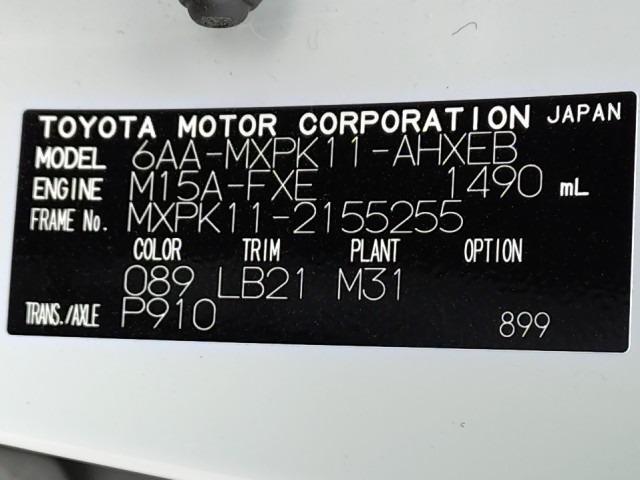 TOYOTA MOTOR CORPORATION JAPAN
MODEL 6AA-MXPK11-AHXEB
ENGINE M15A-FXE 1490 mL
FRAME No. MXPK11-2155255
COLOR TRIM PLANT OPTION
089 LB21 M31
TRANS./AXLE P910 899